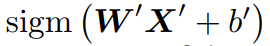 sigm (W′X′ + b′)